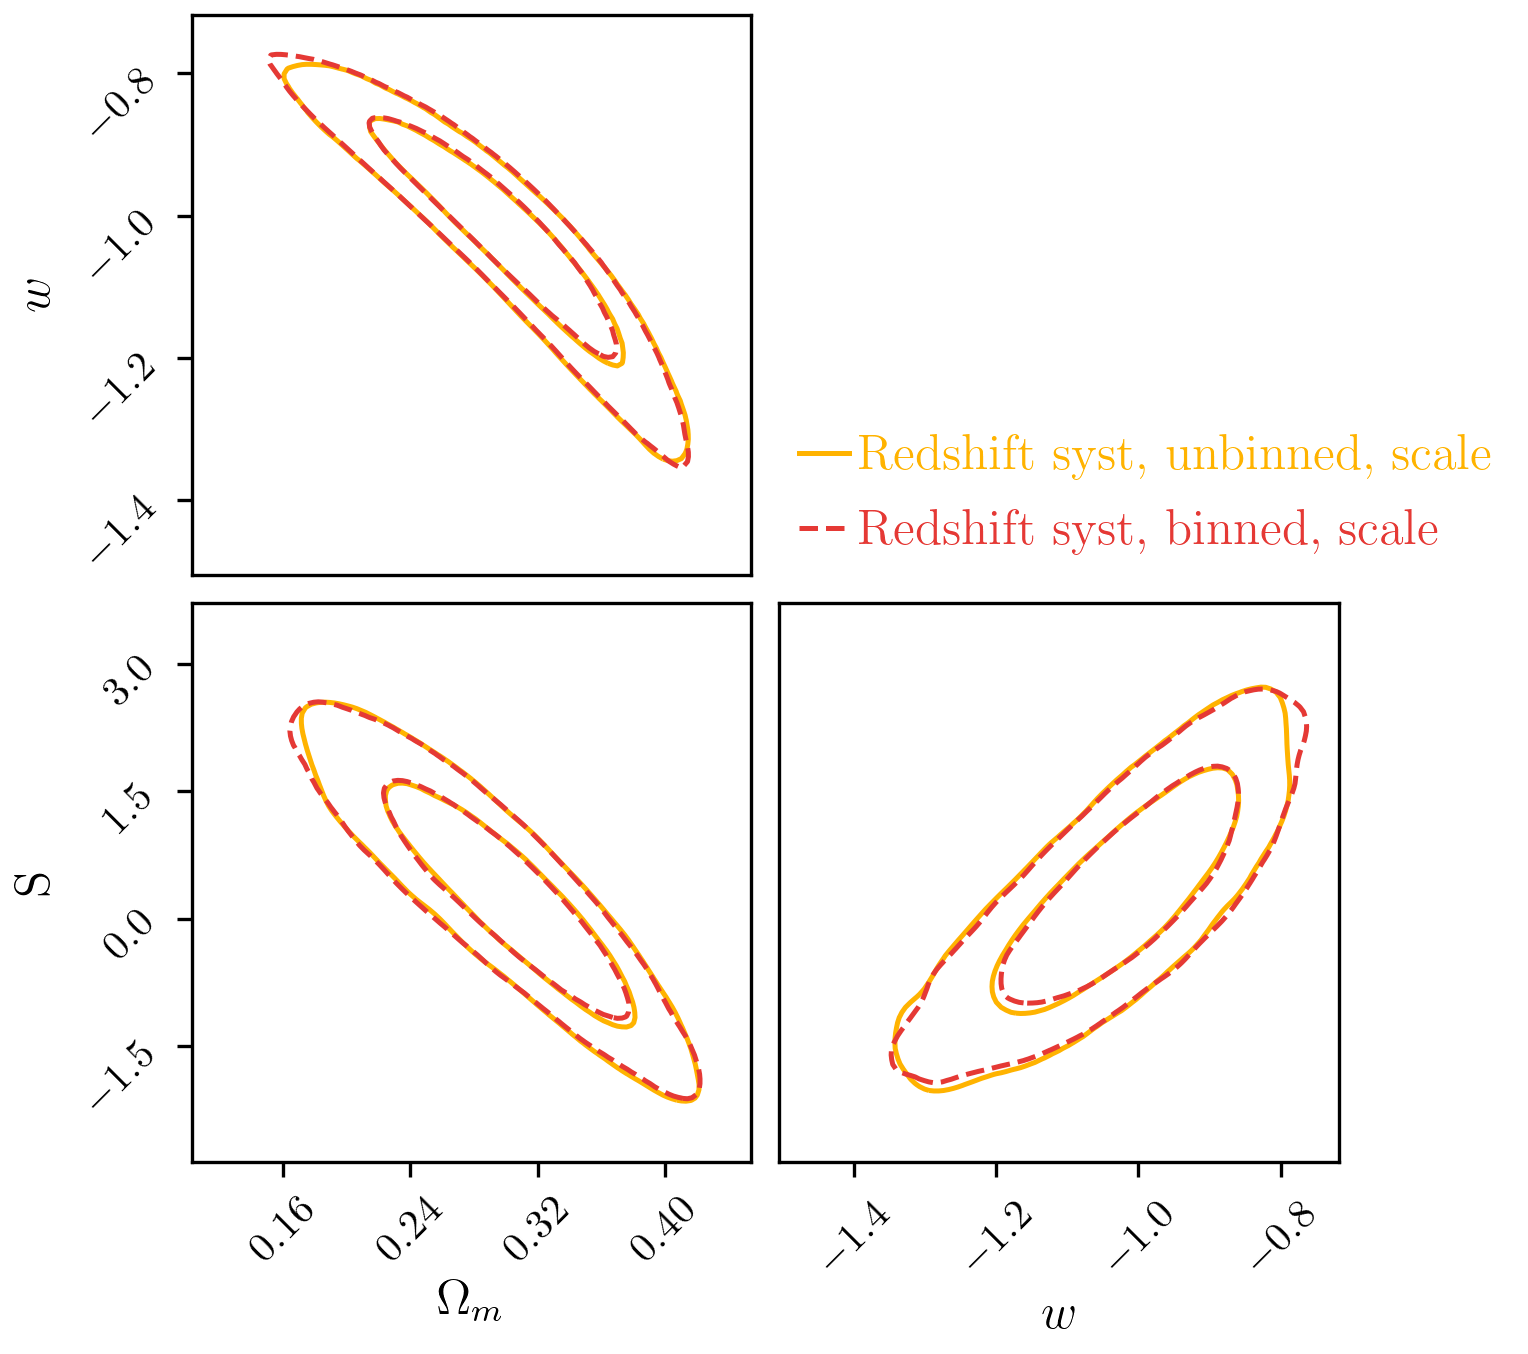 −0.8
−1.0
−1.2
−1.4
w
Redshift syst, unbinned, scale
Redshift syst, binned, scale
3.0
1.5
0.0
−1.5
S
0.16 0.24 0.32 0.40
Ωₘ
−1.4 −1.2 −1.0 −0.8
w